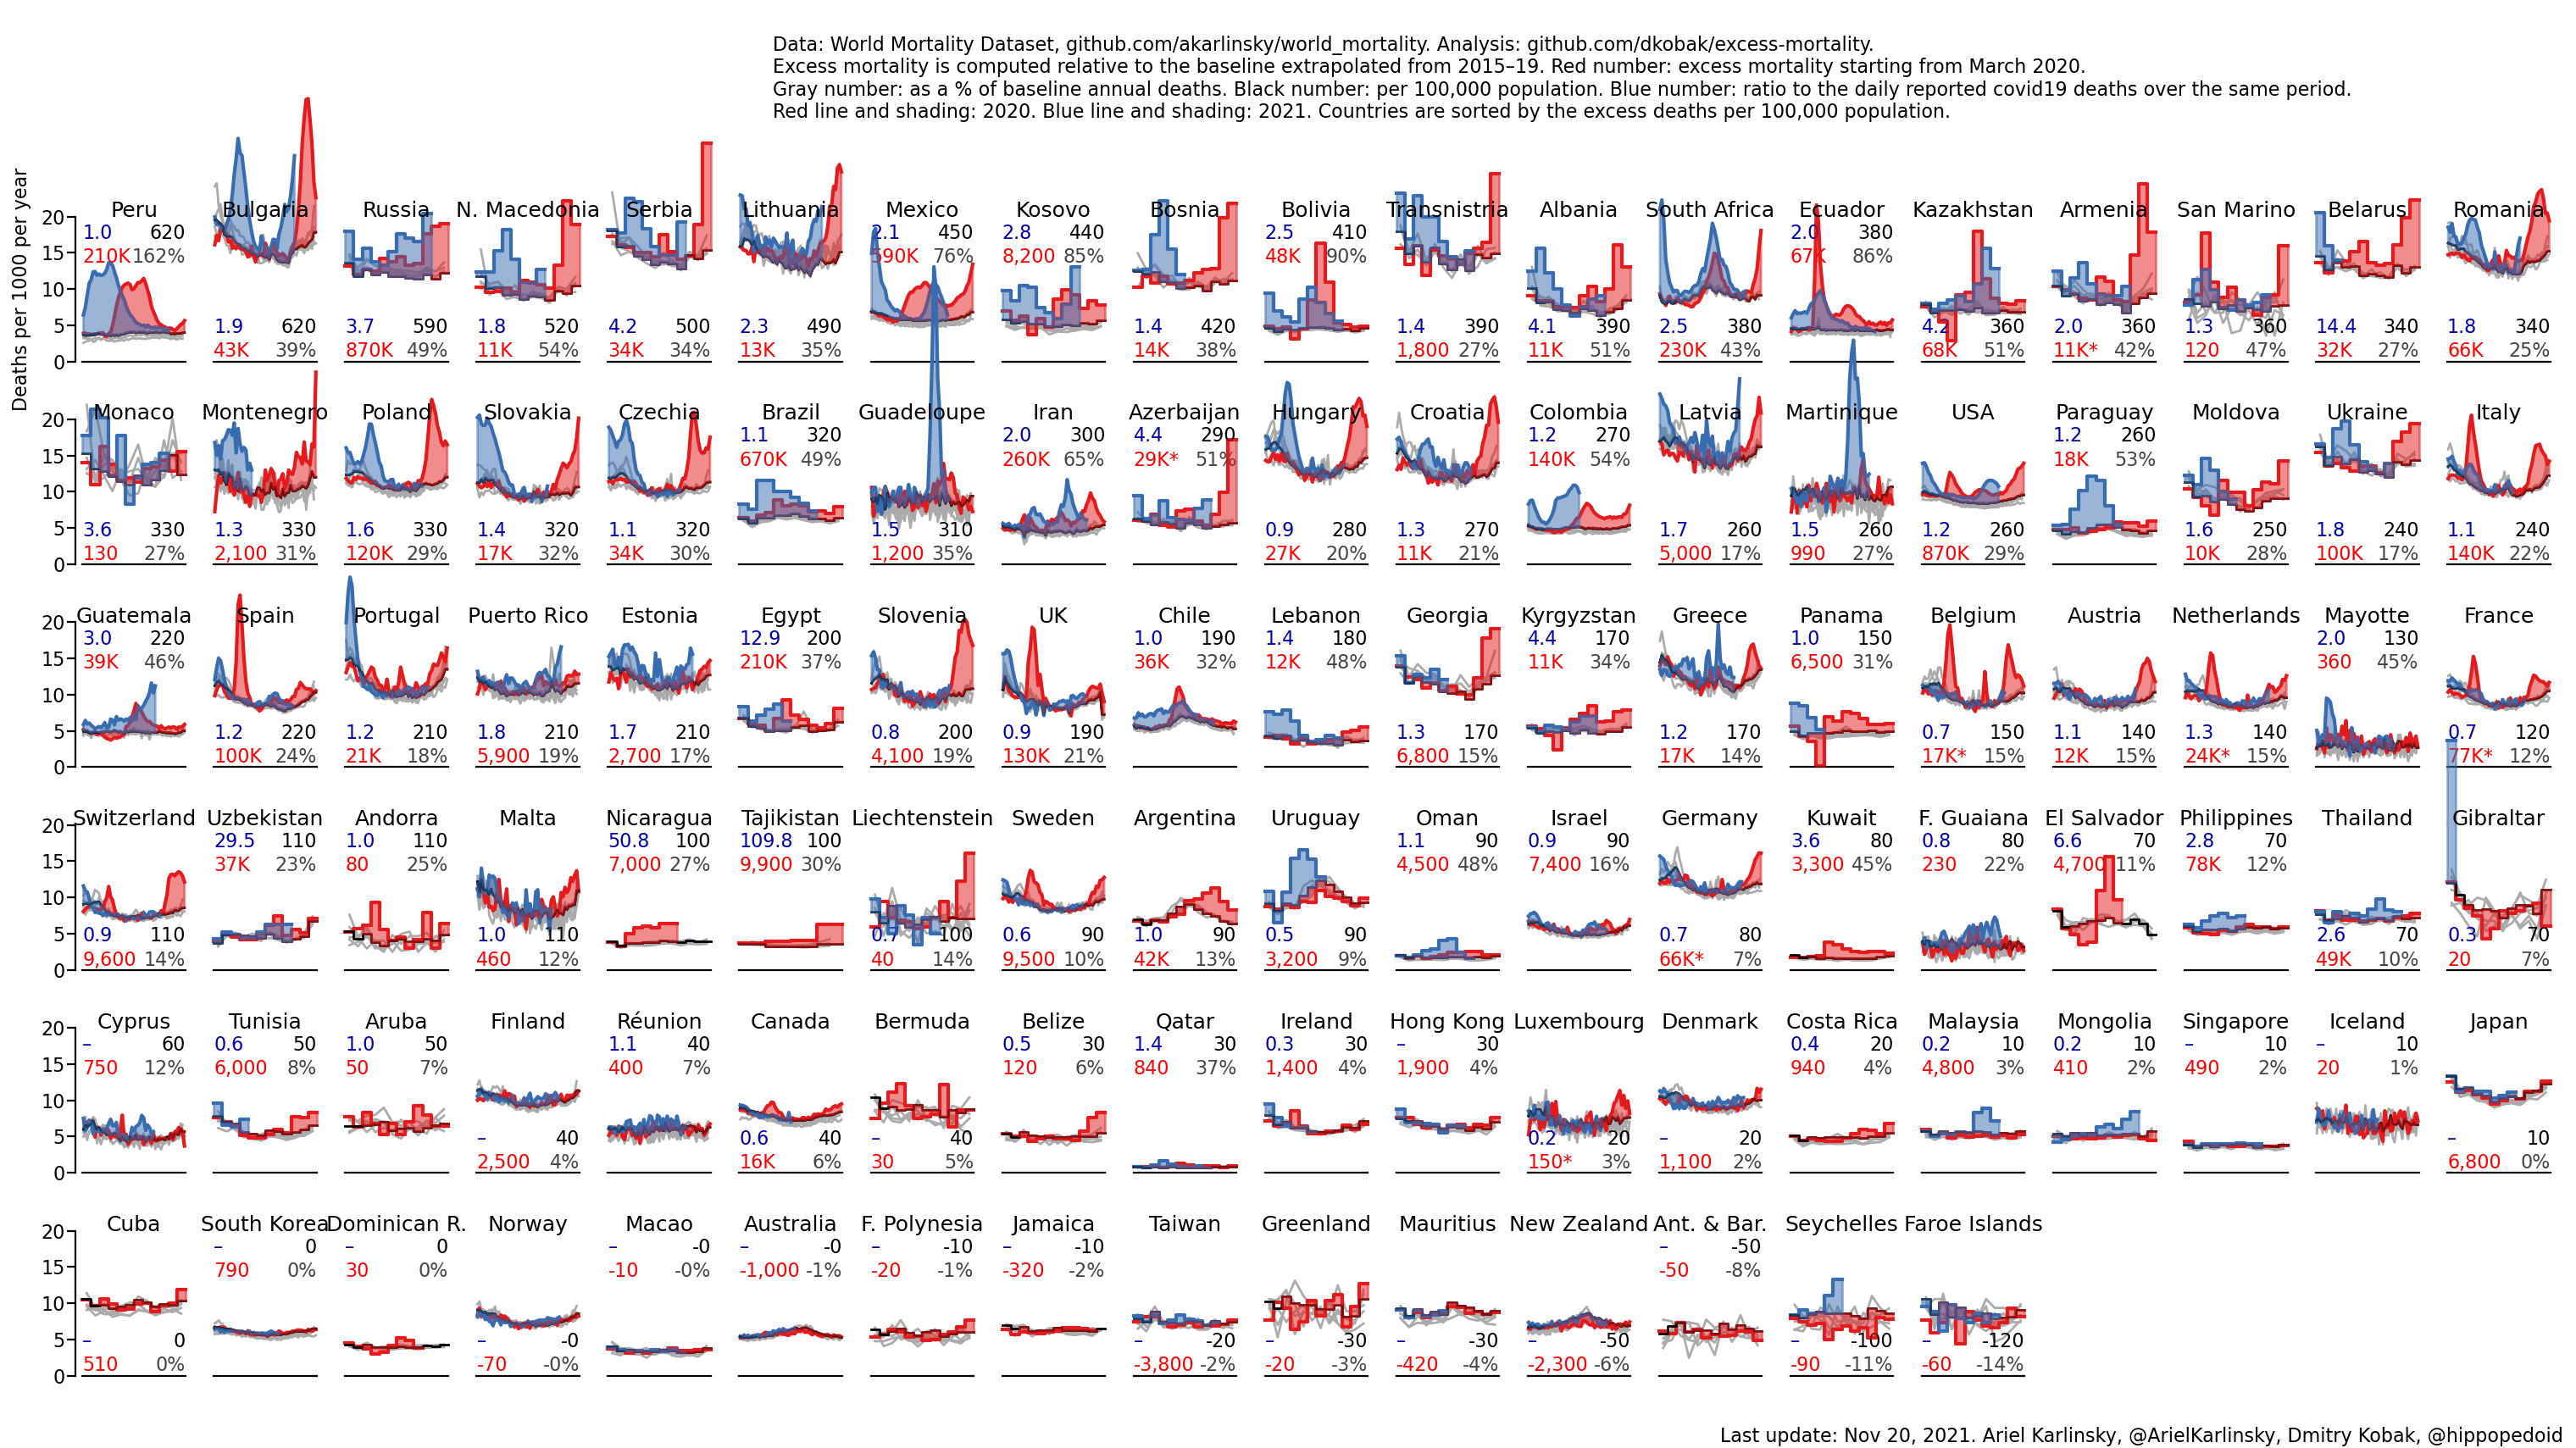 Data: World Mortality Dataset, github.com/akarlinsky/world_mortality. Analysis: github.com/dkobak/excess-mortality.
Excess mortality is computed relative to the baseline extrapolated from 2015–19. Red number: excess mortality starting from March 2020.
Gray number: as a % of baseline annual deaths. Black number: per 100,000 population. Blue number: ratio to the daily reported covid19 deaths over the same period.
Red line and shading: 2020. Blue line and shading: 2021. Countries are sorted by the excess deaths per 100,000 population.
Deaths per 1000 per year
20 15 10 5 0
Peru
1.0 620
210K 162%
Bulgaria
1.9 620
43K 39%
Russia
3.7 590
870K 49%
N. Macedonia
1.8 520
11K 54%
Serbia
4.2 500
34K 34%
Lithuania
2.3 490
13K 35%
Mexico
2.1 450
590K 76%
Kosovo
2.8 440
8,200 85%
Bosnia
1.4 420
14K 38%
Bolivia
2.5 410
48K 90%
Transnistria
1.4 390
1,800 27%
Albania
4.1 390
11K 51%
South Africa
2.5 380
230K 43%
Ecuador
2.0 380
67K 86%
Kazakhstan
4.2 360
68K 51%
Armenia
2.0 360
11K* 42%
San Marino
1.3 360
120 47%
Belarus
14.4 340
32K 27%
Romania
1.8 340
66K 25%
20 15 10 5 0
Monaco
3.6 330
130 27%
Montenegro
1.3 330
2,100 31%
Poland
1.6 330
120K 29%
Slovakia
1.4 320
17K 32%
Czechia
1.1 320
34K 30%
Brazil
1.1 320
670K 49%
Guadeloupe
1.5 310
1,200 35%
Iran
2.0 300
260K 65%
Azerbaijan
4.4 290
29K* 51%
Hungary
0.9 280
27K 20%
Croatia
1.3 270
11K 21%
Colombia
1.2 270
140K 54%
Latvia
1.7 260
5,000 17%
Martinique
1.5 260
990 27%
USA
1.2 260
870K 29%
Paraguay
1.2 260
18K 53%
Moldova
1.6 250
10K 28%
Ukraine
1.8 240
100K 17%
Italy
1.1 240
140K 22%
20 15 10 5 0
Guatemala
3.0 220
39K 46%
Spain
1.2 220
100K 24%
Portugal
1.2 210
21K 18%
Puerto Rico
1.8 210
5,900 19%
Estonia
1.7 210
2,700 17%
Egypt
12.9 200
210K 37%
Slovenia
0.8 200
4,100 19%
UK
0.9 190
130K 21%
Chile
1.0 190
36K 32%
Lebanon
1.4 180
12K 48%
Georgia
1.3 170
6,800 15%
Kyrgyzstan
4.4 170
11K 34%
Greece
1.2 170
17K 14%
Panama
1.0 150
6,500 31%
Belgium
0.7 150
17K* 15%
Austria
1.1 140
12K 15%
Netherlands
1.3 140
24K* 15%
Mayotte
2.0 130
360 45%
France
0.7 120
77K* 12%
20 15 10 5 0
Switzerland
0.9 110
9,600 14%
Uzbekistan
29.5 110
37K 23%
Andorra
1.0 110
80 25%
Malta
1.0 110
460 12%
Nicaragua
50.8 100
7,000 27%
Tajikistan
109.8 100
9,900 30%
Liechtenstein
0.7 100
40 14%
Sweden
0.6 90
9,500 10%
Argentina
1.0 90
42K 13%
Uruguay
0.5 90
3,200 9%
Oman
1.1 90
4,500 48%
Israel
0.9 90
7,400 16%
Germany
0.7 80
66K* 7%
Kuwait
3.6 80
3,300 45%
F. Guaiana
0.8 80
230 22%
El Salvador
6.6 70
4,700 11%
Philippines
2.8 70
78K 12%
Thailand
2.6 70
49K 10%
Gibraltar
0.3 70
20 7%
20 15 10 5 0
Cyprus
– 60
750 12%
Tunisia
0.6 50
6,000 8%
Aruba
1.0 50
50 7%
Finland
– 40
2,500 4%
Réunion
1.1 40
400 7%
Canada
0.6 40
16K 6%
Bermuda
– 40
30 5%
Belize
0.5 30
120 6%
Qatar
1.4 30
840 37%
Ireland
0.3 30
1,400 4%
Hong Kong
– 30
1,900 4%
Luxembourg
0.2 20
150* 3%
Denmark
– 20
1,100 2%
Costa Rica
0.4 20
940 4%
Malaysia
0.2 10
4,800 3%
Mongolia
0.2 10
410 2%
Singapore
– 10
490 2%
Iceland
– 10
20 1%
Japan
– 10
6,800 0%
20 15 10 5 0
Cuba
– 0
510 0%
South Korea
– 0
790 0%
Dominican R.
– 0
30 0%
Norway
– -0
-70 -0%
Macao
– -0
-10 -0%
Australia
– -0
-1,000 -1%
F. Polynesia
– -10
-20 -1%
Jamaica
– -10
-320 -2%
Taiwan
– -20
-3,800 -2%
Greenland
– -30
-20 -3%
Mauritius
– -30
-420 -4%
New Zealand
– -50
-2,300 -6%
Ant. & Bar.
– -50
-50 -8%
Seychelles
– -100
-90 -11%
Faroe Islands
– -120
-60 -14%
Last update: Nov 20, 2021. Ariel Karlinsky, @ArielKarlinsky, Dmitry Kobak, @hippopedoid